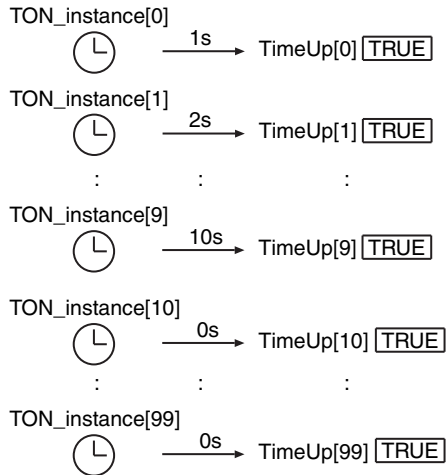 TON_instance[0]
1s
TimeUp[0] TRUE
TON_instance[1]
2s
TimeUp[1] TRUE
: : :
TON_instance[9]
10s
TimeUp[9] TRUE
TON_instance[10]
0s
TimeUp[10] TRUE
: : :
TON_instance[99]
0s
TimeUp[99] TRUE